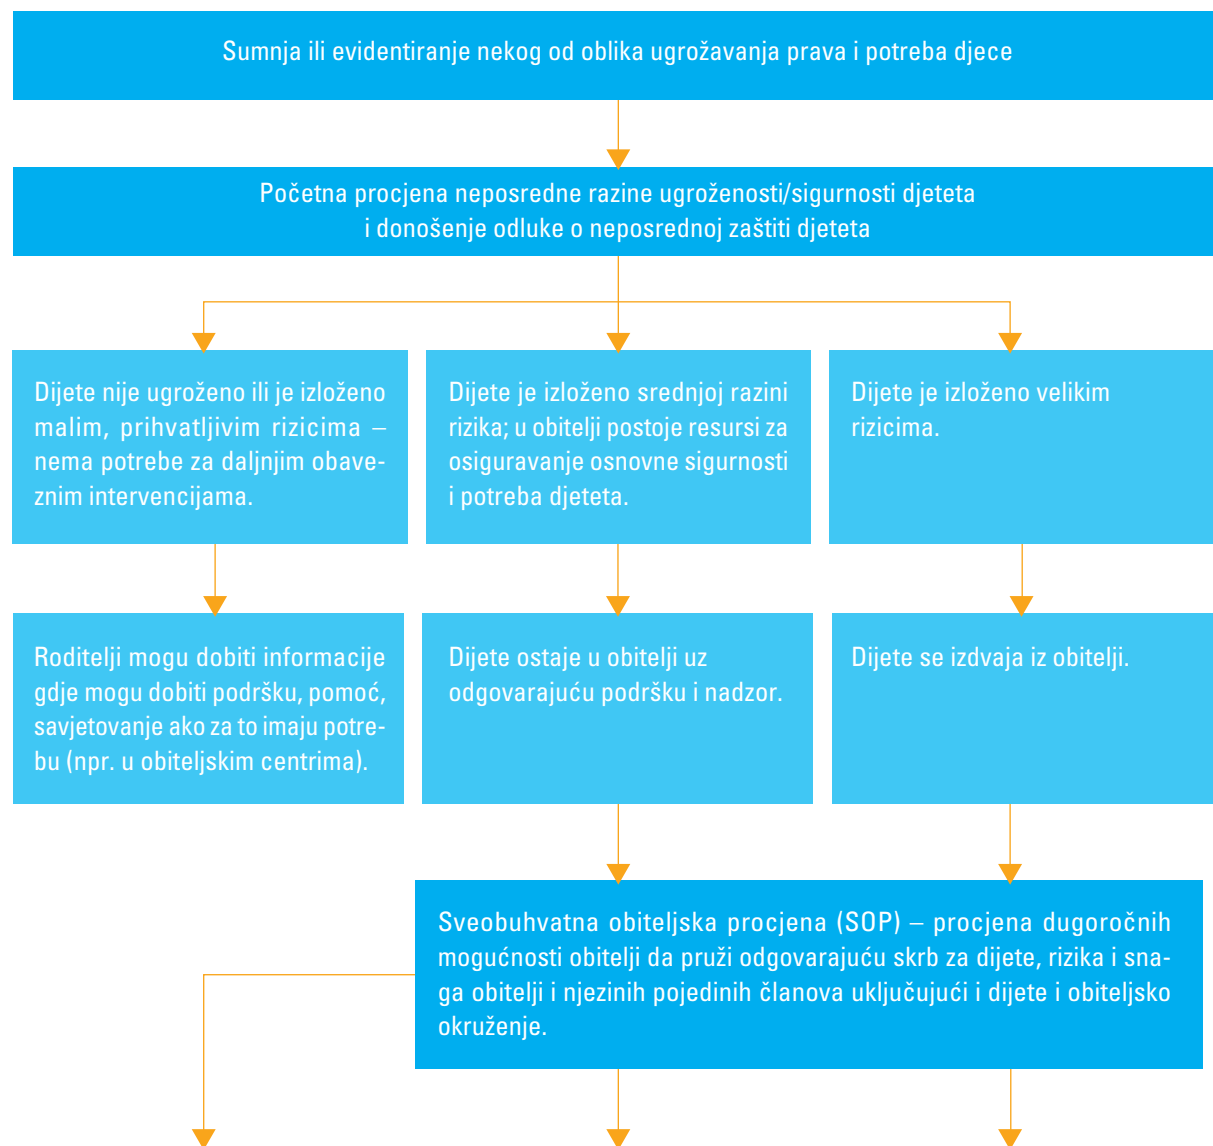 Sumnja ili evidentiranje nekog od oblika ugrožavanja prava i potreba djece
Početna procjena neposredne razine ugroženosti/sigurnosti djeteta
i donošenje odluke o neposrednoj zaštiti djeteta
Dijete nije ugroženo ili je izloženo
malim, prihvatljivim rizicima –
nema potrebe za daljnjim obave-
znim intervencijama.
Dijete je izloženo srednjoj razini
rizika; u obitelji postoje resursi za
osiguravanje osnovne sigurnosti
i potreba djeteta.
Dijete je izloženo velikim
rizicima.
Roditelji mogu dobiti informacije
gdje mogu dobiti podršku, pomoć,
savjetovanje ako za to imaju potre-
bu (npr. u obiteljskim centrima).
Dijete ostaje u obitelji uz
odgovarajuću podršku i nadzor.
Dijete se izdvaja iz obitelji.
Sveobuhvatna obiteljska procjena (SOP) – procjena dugoročnih
mogućnosti obitelji da pruži odgovarajuću skrb za dijete, rizika i sna-
ga obitelji i njezinih pojedinih članova uključujući i dijete i obiteljsko
okruženje.